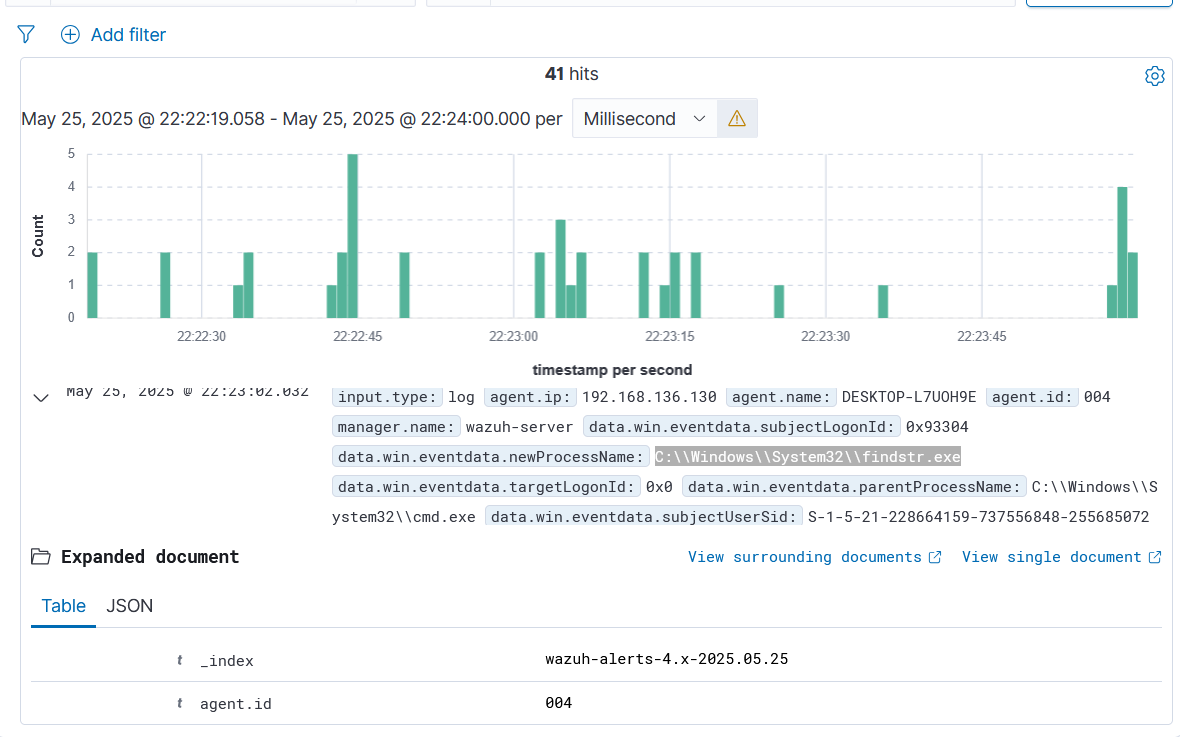 Add filter
41 hits
May 25, 2025 @ 22:22:19.058 - May 25, 2025 @ 22:24:00.000 per Millisecond
5
4
3
2
1
0
Count
22:22:30 22:22:45 22:23:00 22:23:15 22:23:30 22:23:45
timestamp per second
May 25, 2025 @ 22:23:02.032
input.type: log agent.ip: 192.168.136.130 agent.name: DESKTOP-L7UOH9E agent.id: 004
manager.name: wazuh-server data.win.eventdata.subjectLogonId: 0x93304
data.win.eventdata.newProcessName: C:\\Windows\\System32\\findstr.exe
data.win.eventdata.targetLogonId: 0x0 data.win.eventdata.parentProcessName: C:\\Windows\\S
ystem32\\cmd.exe data.win.eventdata.subjectUserSid: S-1-5-21-228664159-737556848-255685072
Expanded document View surrounding documents View single document
Table JSON
t _index wazuh-alerts-4.x-2025.05.25
t agent.id 004